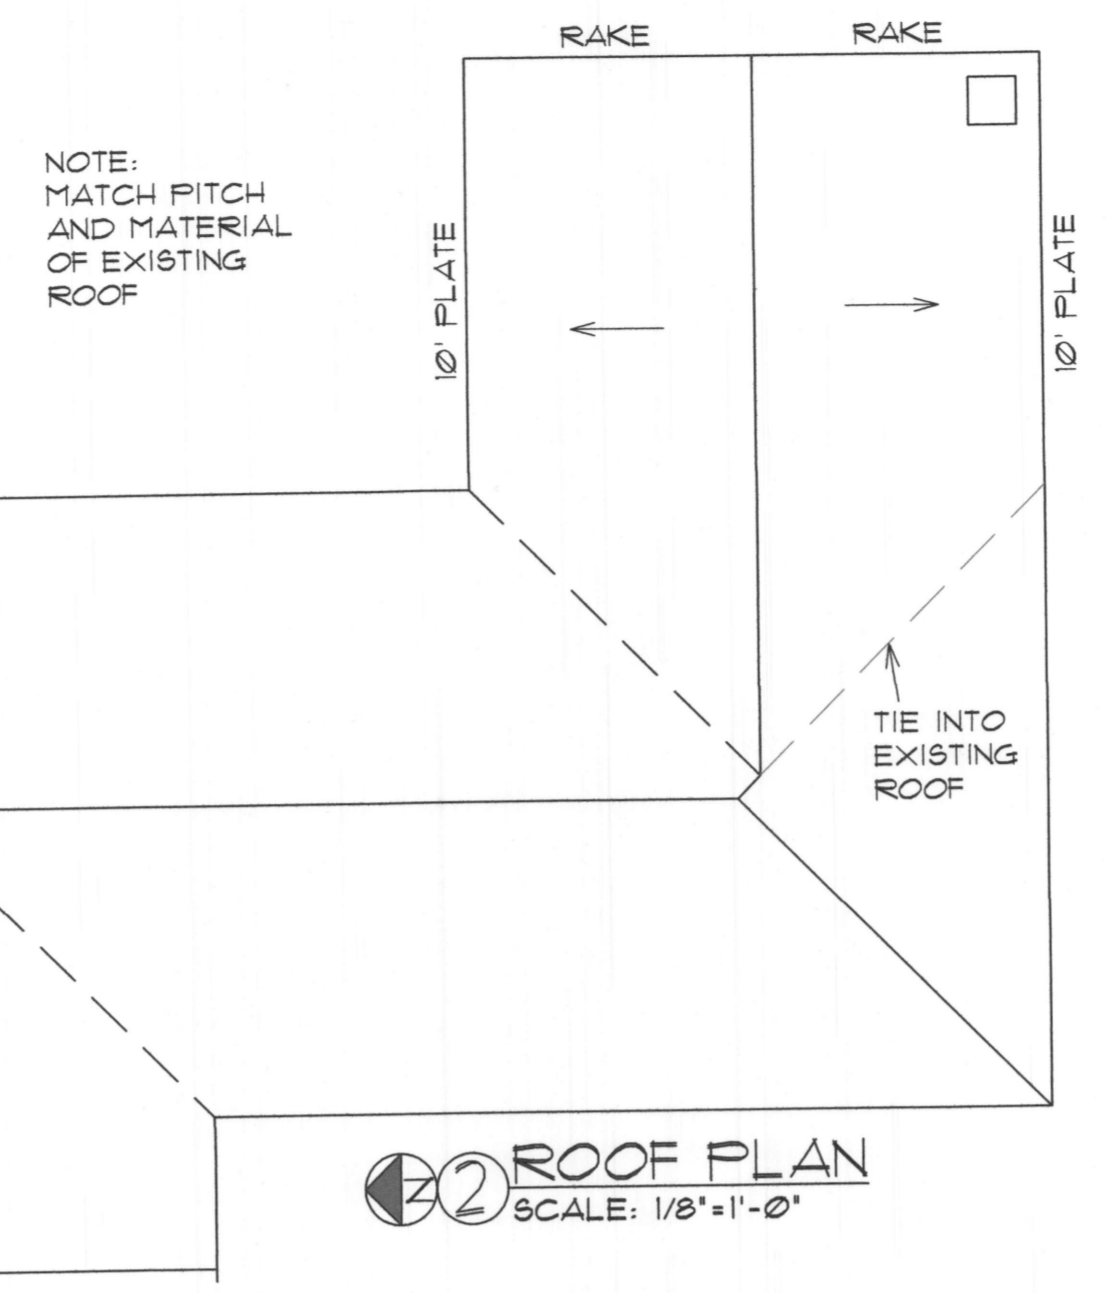 RAKE
RAKE
NOTE:
MATCH PITCH
AND MATERIAL
OF EXISTING
ROOF
10' PLATE
10' PLATE
TIE INTO
EXISTING
ROOF
N
2
ROOF PLAN
SCALE: 1/8"=1'-0"